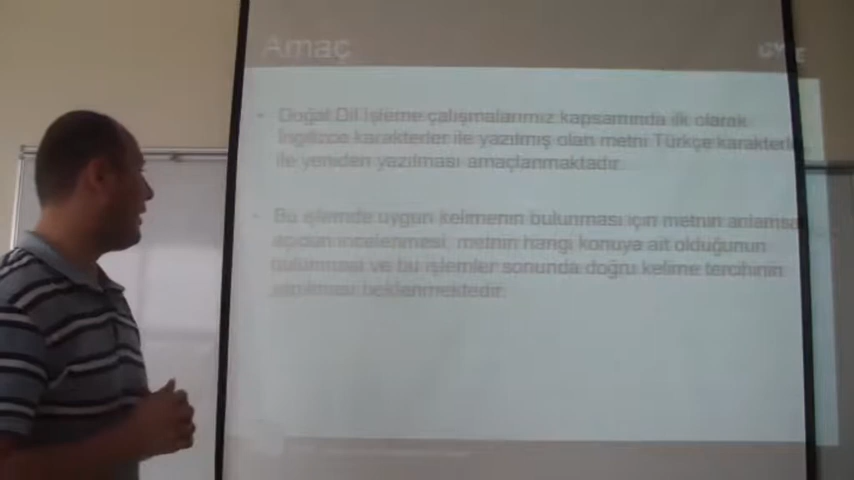 Amaç
GYTE
• Doğal Dil İşleme çalışmalarımız kapsamında ilk olarak
İngilizce karakterler ile yazılmış olan metni Türkçe karakterler
ile yeniden yazılması amaçlanmaktadır.
• Bu işlemde uygun kelimenin bulunması için metnin anlamsal
açıdan incelenmesi, metnin hangi konuya ait olduğunun
bulunması ve bu işlemler sonunda doğru kelime tercihinin
yapılması beklenmektedir.